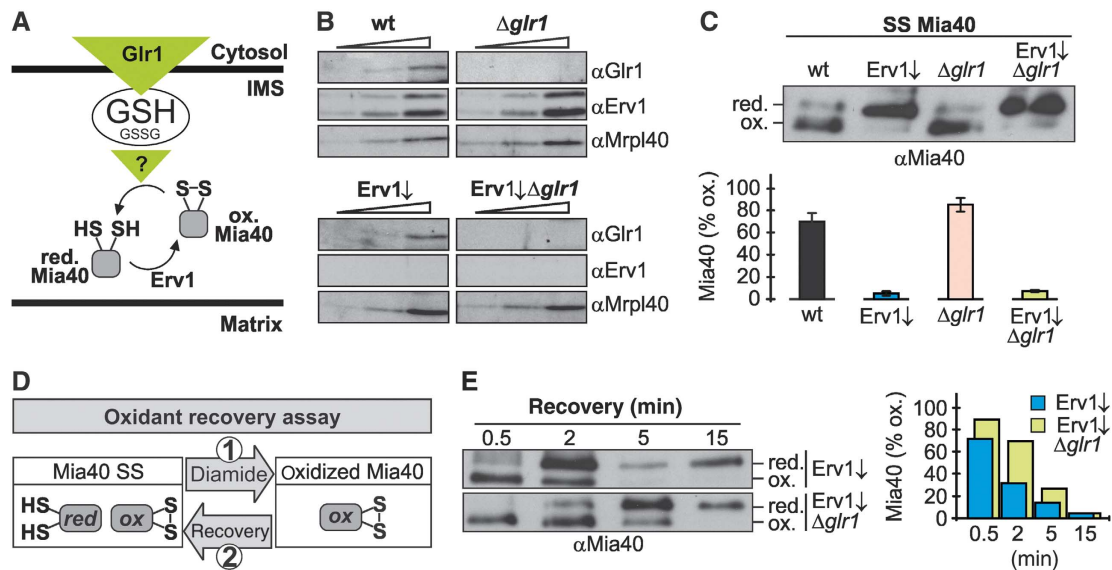 A
Glr1
Cytosol
IMS
GSH
GSSG
?
S–S
ox.
Mia40
HS SH
red.
Mia40
Erv1
Matrix
B
wt
Δglr1
αGlr1
αErv1
αMrpl40
Erv1↓
Erv1↓Δglr1
αGlr1
αErv1
αMrpl40
C
SS Mia40
wt
Erv1↓
Δglr1
Erv1↓
Δglr1
red.
ox.
αMia40
Mia40 (% ox.)
100
80
60
40
20
0
wt
Erv1↓
Δglr1
Erv1↓
Δglr1
D
Oxidant recovery assay
Mia40 SS
1
Diamide
Oxidized Mia40
HS
HS
red
ox
S
S
Recovery
2
ox
S
S
E
Recovery (min)
0.5 2 5 15
red.
ox.
Erv1↓
red.
ox.
Erv1↓
Δglr1
αMia40
Mia40 (% ox.)
100
80
60
40
20
0
Erv1↓
Erv1↓
Δglr1
0.5 2 5 15
(min)